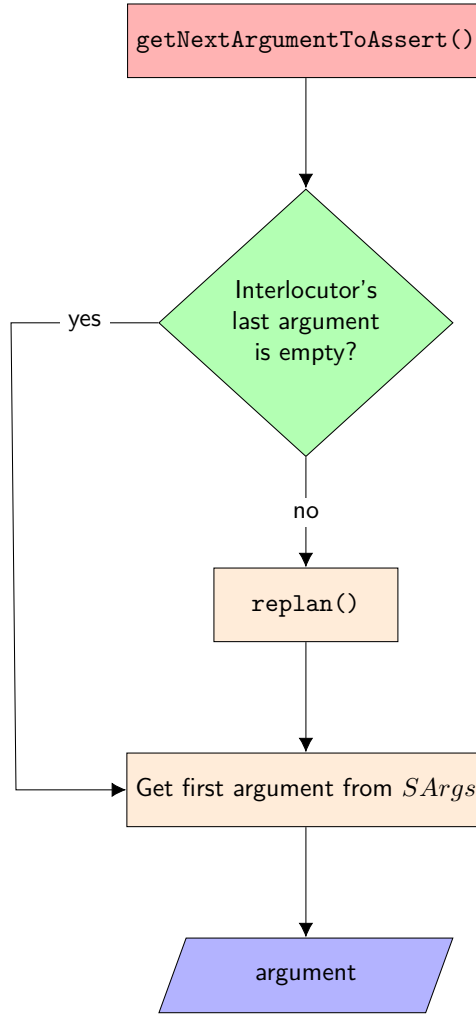 getNextArgumentToAssert()
Interlocutor's
last argument
is empty?
yes
no
replan()
Get first argument from SArgs
argument